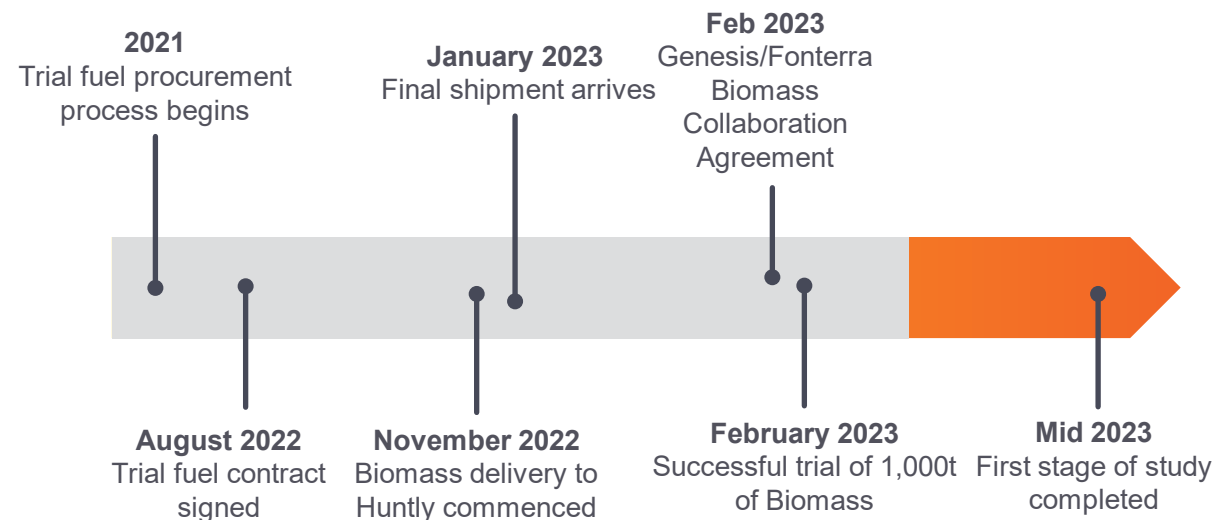 2021
Trial fuel procurement
process begins
January 2023
Final shipment arrives
Feb 2023
Genesis/Fonterra
Biomass
Collaboration
Agreement
August 2022
Trial fuel contract
signed
November 2022
Biomass delivery to
Huntly commenced
February 2023
Successful trial of 1,000t
of Biomass
Mid 2023
First stage of study
completed